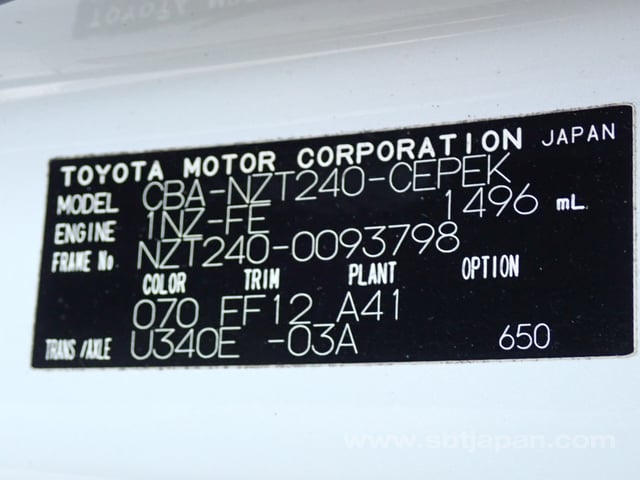 TOYOTA MOTOR CORPORATION JAPAN
MODEL CBA-NZT240-CEPEK
ENGINE 1NZ-FE 1496 mL
FRAME No NZT240-0093798
COLOR TRIM PLANT OPTION
070 FF12 A41
TRANS/AXLE U340E -03A 650
www.sbtjapan.com